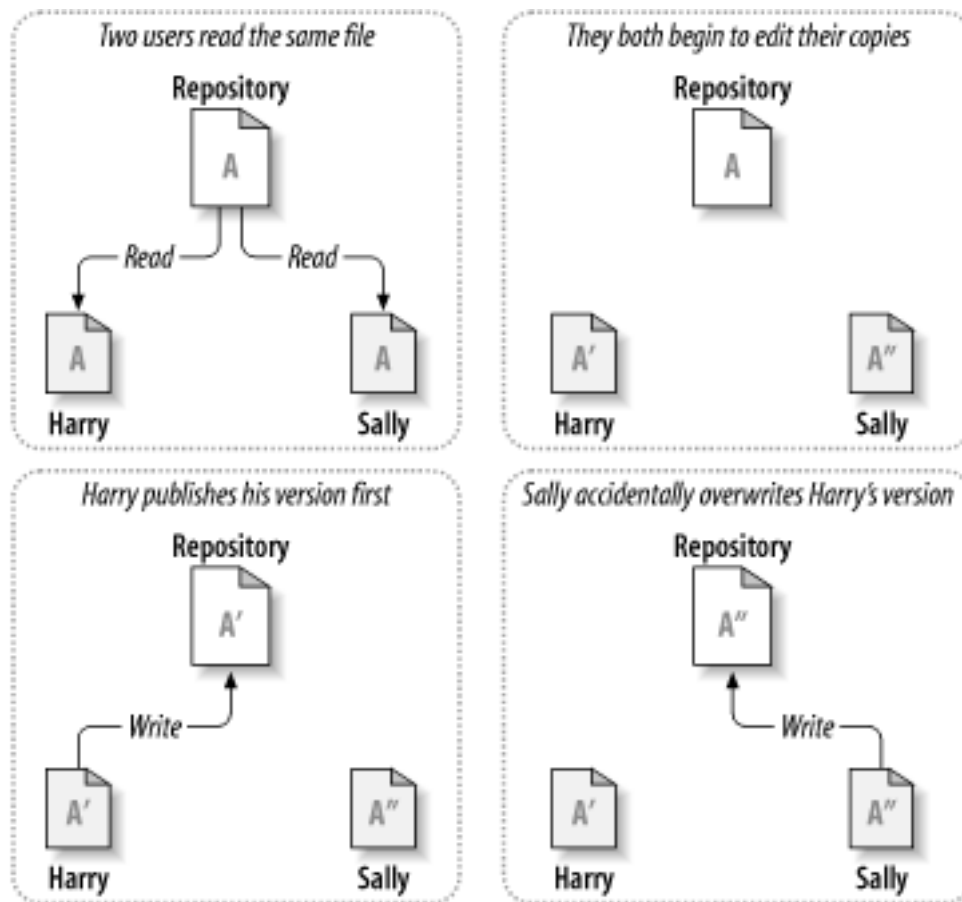 Two users read the same file
Repository
A
Read
Read
A
A
Harry
Sally
They both begin to edit their copies
Repository
A
A′
A″
Harry
Sally
Harry publishes his version first
Repository
A′
Write
A′
A″
Harry
Sally
Sally accidentally overwrites Harry’s version
Repository
A″
Write
A′
A″
Harry
Sally